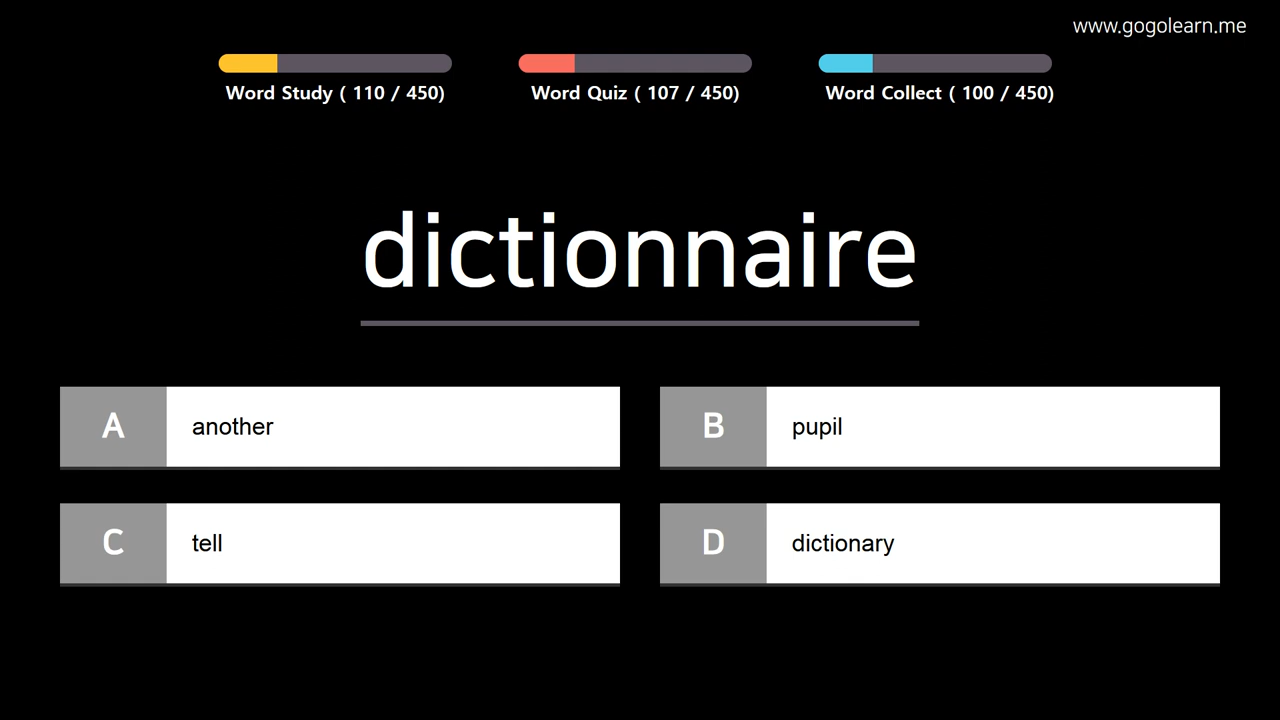 www.gogolearn.me
Word Study ( 110 / 450)
Word Quiz ( 107 / 450)
Word Collect ( 100 / 450)
dictionnaire
A another
B pupil
C tell
D dictionary